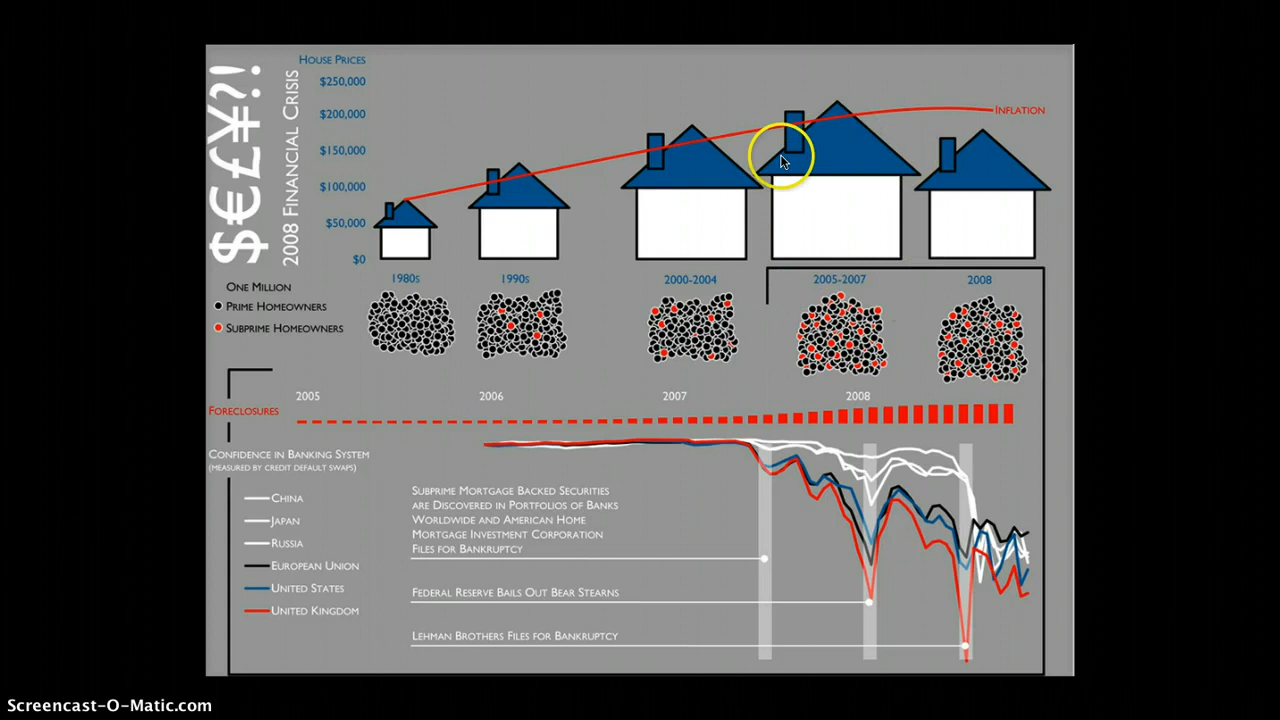 $€£¥?!
2008 Financial Crisis
House Prices
$250,000
$200,000
$150,000
$100,000
$50,000
$0
Inflation
1980s
1990s
2000-2004
2005-2007
2008
One Million
Prime Homeowners
Subprime Homeowners
2005
2006
2007
2008
Foreclosures
Confidence in Banking System
(measured by credit default swaps)
China
Japan
Russia
European Union
United States
United Kingdom
Subprime Mortgage Backed Securities
are Discovered in Portfolios of Banks
Worldwide and American Home
Mortgage Investment Corporation
Files for Bankruptcy
Federal Reserve Bails Out Bear Stearns
Lehman Brothers Files for Bankruptcy
Screencast-O-Matic.com